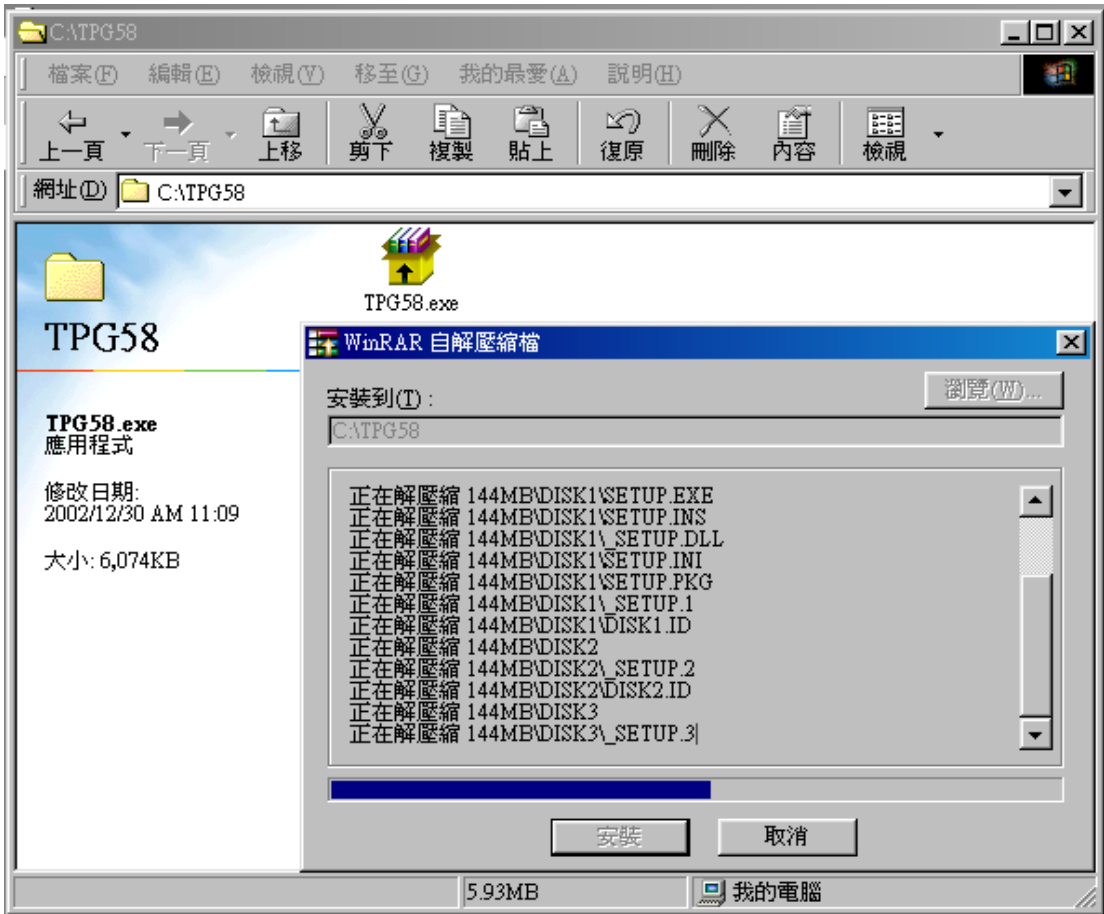 C:\TPG58
檔案(F) 編輯(E) 檢視(V) 移至(G) 我的最愛(A) 說明(H)
上一頁 下一頁 上移 剪下 複製 貼上 復原 刪除 內容 檢視
網址(D) C:\TPG58
TPG58.exe
TPG58
WinRAR 自解壓縮檔
安裝到(T) :
瀏覽(W)...
C:\TPG58
TPG58.exe
應用程式
修改日期:
2002/12/30 AM 11:09
大小: 6,074KB
正在解壓縮 144MB\DISK1\SETUP.EXE
正在解壓縮 144MB\DISK1\SETUP.INS
正在解壓縮 144MB\DISK1\_SETUP.DLL
正在解壓縮 144MB\DISK1\SETUP.INI
正在解壓縮 144MB\DISK1\SETUP.PKG
正在解壓縮 144MB\DISK1\_SETUP.1
正在解壓縮 144MB\DISK1\DISK1.ID
正在解壓縮 144MB\DISK2
正在解壓縮 144MB\DISK2\_SETUP.2
正在解壓縮 144MB\DISK2\DISK2.ID
正在解壓縮 144MB\DISK3
正在解壓縮 144MB\DISK3\_SETUP.3
安裝 取消
5.93MB 我的電腦